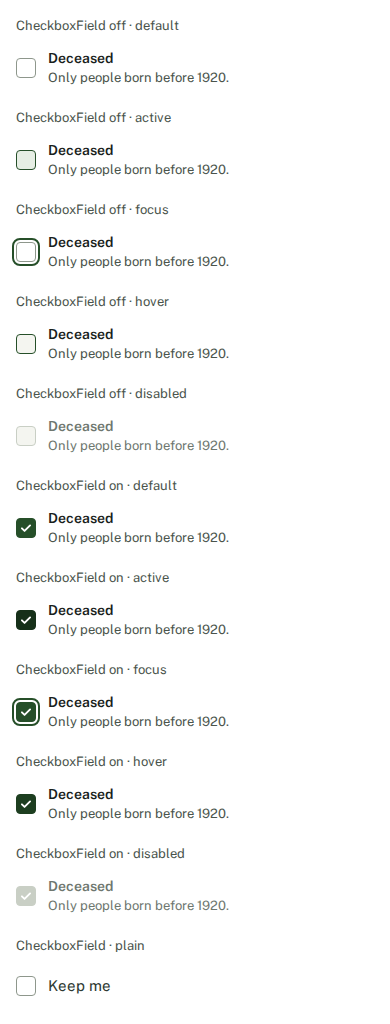 CheckboxField off · default
Deceased
Only people born before 1920.
CheckboxField off · active
Deceased
Only people born before 1920.
CheckboxField off · focus
Deceased
Only people born before 1920.
CheckboxField off · hover
Deceased
Only people born before 1920.
CheckboxField off · disabled
Deceased
Only people born before 1920.
CheckboxField on · default
Deceased
Only people born before 1920.
CheckboxField on · active
Deceased
Only people born before 1920.
CheckboxField on · focus
Deceased
Only people born before 1920.
CheckboxField on · hover
Deceased
Only people born before 1920.
CheckboxField on · disabled
Deceased
Only people born before 1920.
CheckboxField · plain
Keep me